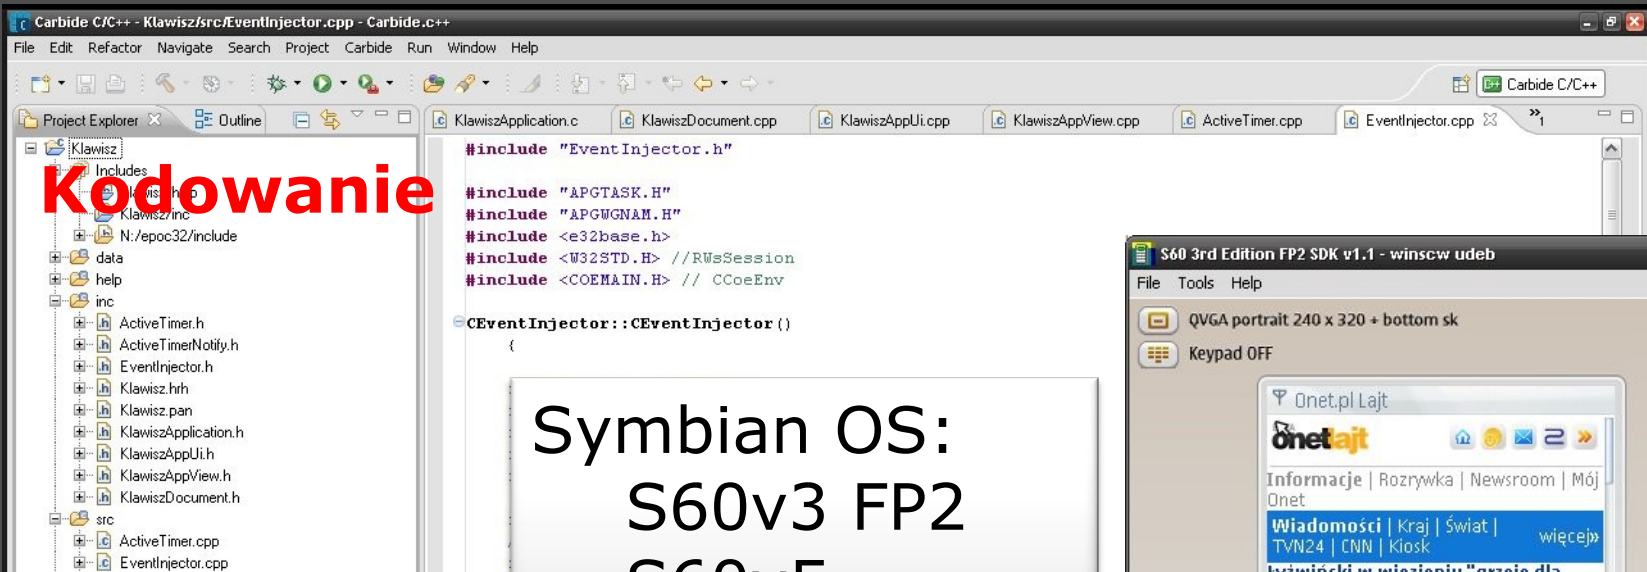 Carbide C/C++ - Klawisz/src/EventInjector.cpp - Carbide.c++
File Edit Refactor Navigate Search Project Carbide Run Window Help
Carbide C/C++
Project Explorer
Outline
KlawiszApplication.c
KlawiszDocument.cpp
KlawiszAppUi.cpp
KlawiszAppView.cpp
ActiveTimer.cpp
EventInjector.cpp
»1
Klawisz
Includes
Kodowanie
Klawisz/inc
N:/epoc32/include
data
help
inc
ActiveTimer.h
ActiveTimerNotify.h
EventInjector.h
Klawisz.hrh
Klawisz.pan
KlawiszApplication.h
KlawiszAppUi.h
KlawiszAppView.h
KlawiszDocument.h
src
ActiveTimer.cpp
EventInjector.cpp
#include "EventInjector.h"
#include "APGTASK.H"
#include "APGWGNAM.H"
#include <e32base.h>
#include <W32STD.H> //RWsSession
#include <COEMAIN.H> // CCoeEnv
CEventInjector::CEventInjector()
{
Symbian OS:
S60v3 FP2
S60v5
S60 3rd Edition FP2 SDK v1.1 - winscw udeb
File Tools Help
QVGA portrait 240 x 320 + bottom sk
Keypad OFF
Onet.pl Lajt
onetlajt
Informacje | Rozrywka | Newsroom | Mój
Onet
Wiadomości | Kraj | Świat |
TVN24 | CNN | Kiosk
więcej»
"grzeje dla